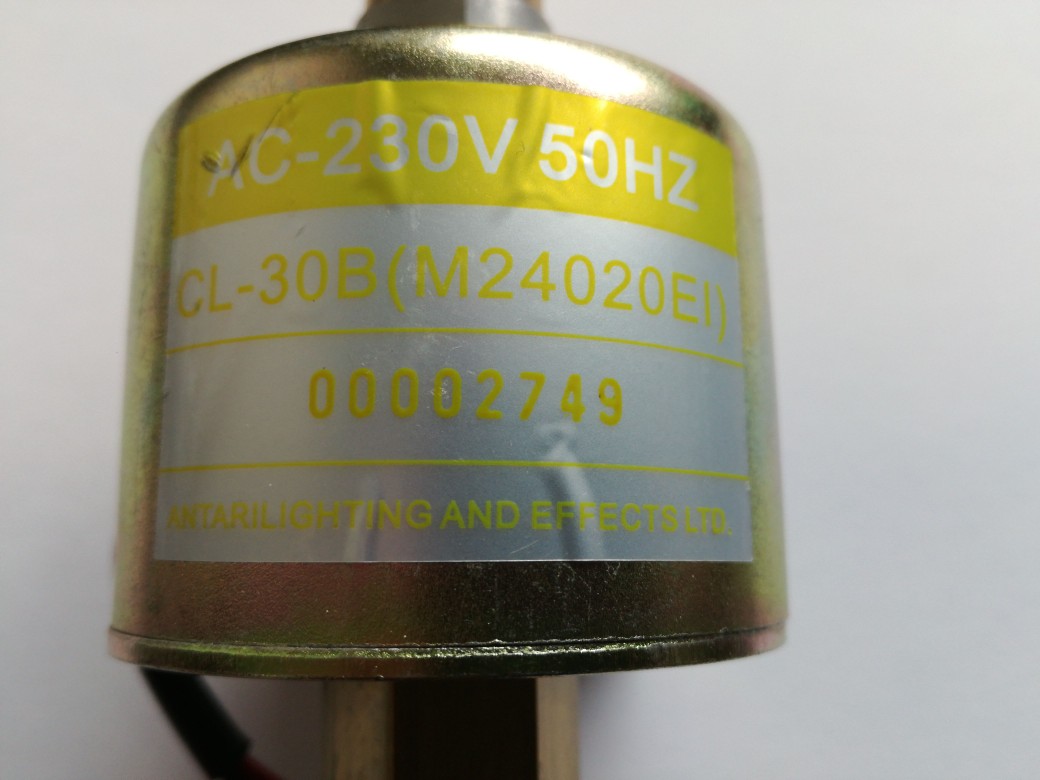 AC-230V 50HZ
CL-30B(M24020EI)
00002749
ANTARILIGHTING AND EFFECTS LTD.